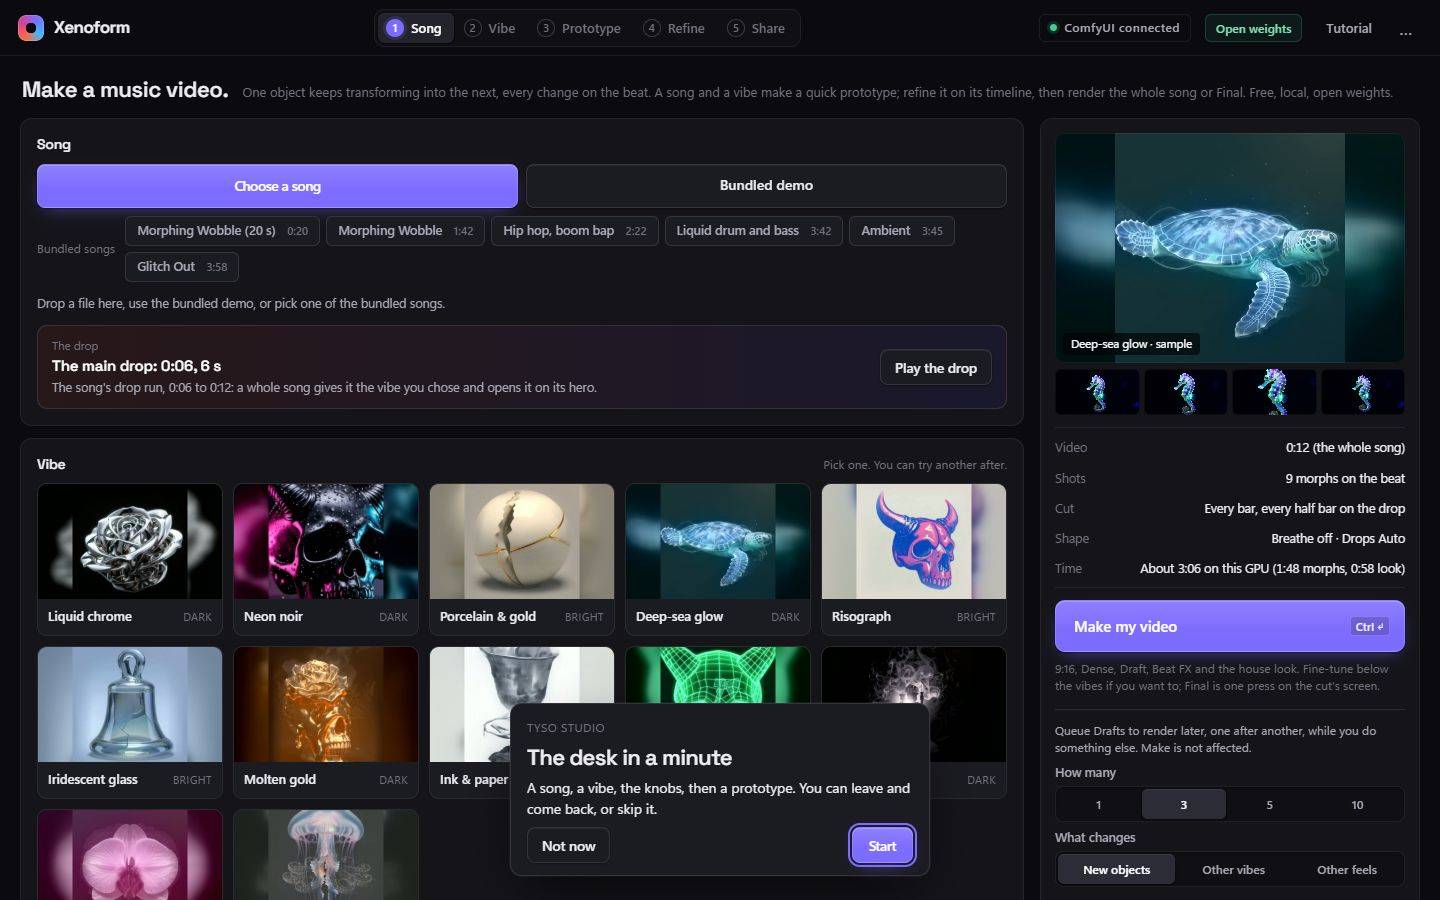 Xenoform
1 Song
2 Vibe
3 Prototype
4 Refine
5 Share
ComfyUI connected
Open weights
Tutorial
...
Make a music video.
One object keeps transforming into the next, every change on the beat. A song and a vibe make a quick prototype; refine it on its timeline, then render the whole song or Final. Free, local, open weights.
Song
Choose a song
Bundled demo
Bundled songs
Morphing Wobble (20 s) 0:20
Morphing Wobble 1:42
Hip hop, boom bap 2:22
Liquid drum and bass 3:42
Ambient 3:45
Glitch Out 3:58
Drop a file here, use the bundled demo, or pick one of the bundled songs.
The drop
The main drop: 0:06, 6 s
The song's drop run, 0:06 to 0:12: a whole song gives it the vibe you chose and opens it on its hero.
Play the drop
Vibe
Pick one. You can try another after.
Liquid chrome DARK
Neon noir DARK
Porcelain & gold BRIGHT
Deep-sea glow DARK
Risograph BRIGHT
Iridescent glass BRIGHT
Molten gold DARK
Ink & paper
DARK
TYSO STUDIO
The desk in a minute
A song, a vibe, the knobs, then a prototype. You can leave and
come back, or skip it.
Not now
Start
Deep-sea glow · sample
Video 0:12 (the whole song)
Shots 9 morphs on the beat
Cut Every bar, every half bar on the drop
Shape Breathe off · Drops Auto
Time About 3:06 on this GPU (1:48 morphs, 0:58 look)
Make my video Ctrl ↵
9:16, Dense, Draft, Beat FX and the house look. Fine-tune below
the vibes if you want to; Final is one press on the cut's screen.
Queue Drafts to render later, one after another, while you do
something else. Make is not affected.
How many
1 3 5 10
What changes
New objects Other vibes Other feels